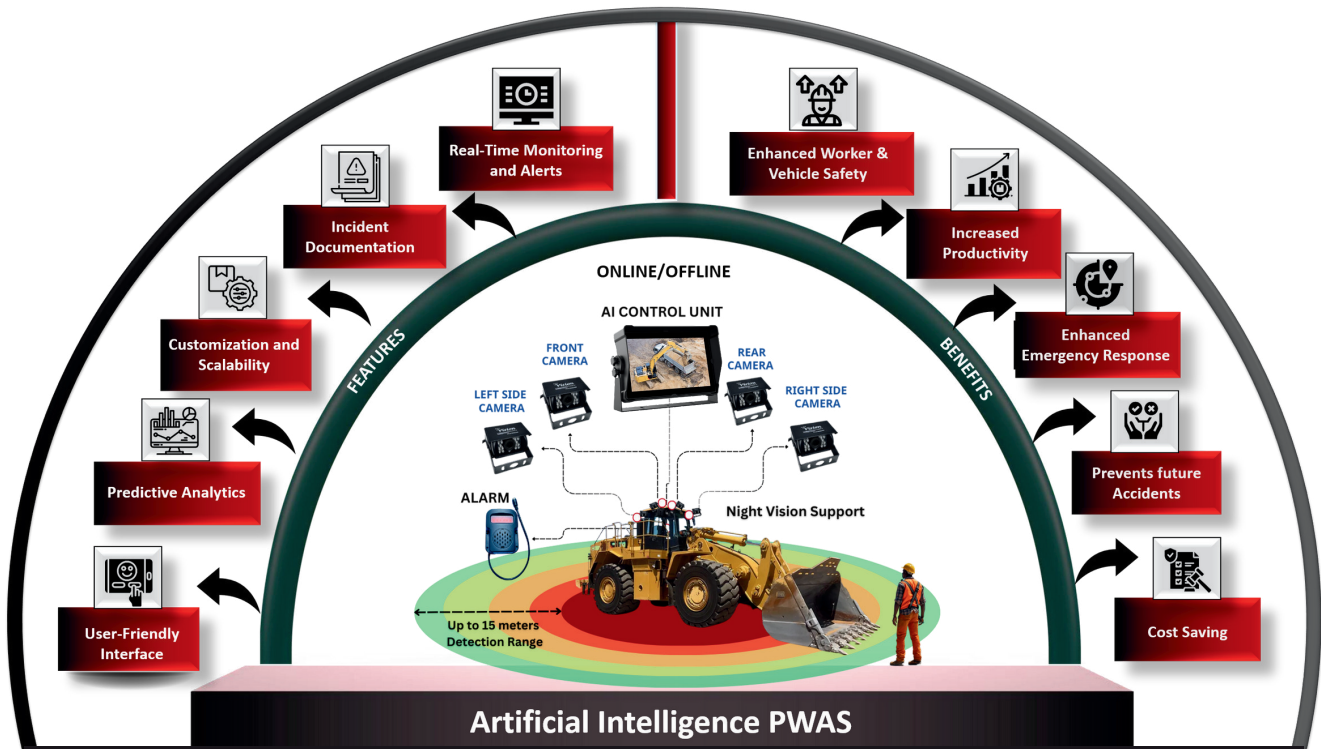 Real-Time Monitoring
and Alerts
Incident
Documentation
Customization and
Scalability
Predictive Analytics
User-Friendly
Interface
FEATURES
Enhanced Worker &
Vehicle Safety
Increased
Productivity
Enhanced
Emergency Response
Prevents future
Accidents
Cost Saving
BENEFITS
ONLINE/OFFLINE
AI CONTROL UNIT
FRONT
CAMERA
REAR
CAMERA
LEFT SIDE
CAMERA
RIGHT SIDE
CAMERA
ALARM
Night Vision Support
Up to 15 meters
Detection Range
Artificial Intelligence PWAS